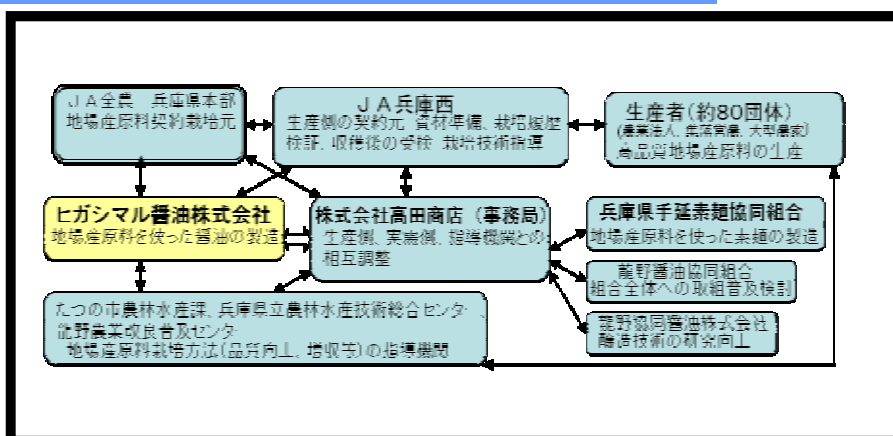 JA全農 兵庫県本部
地場産原料契約栽培元
JA兵庫西
生産側の契約元 資材準備、栽培履歴
検証、収穫後の受検 栽培技術指導
生産者(約80団体)
(農業法人、集落営農、大型農家)
高品質地場産原料の生産
ヒガシマル醤油株式会社
地場産原料を使った醤油の製造
株式会社高田商店(事務局)
生産側、実需側、指導機関との
相互調整
兵庫県手延素麺協同組合
地場産原料を使った素麺の製造
龍野醤油協同組合
組合全体への取組普及検討
龍野協同醤油株式会社
醸造技術の研究向上
たつの市農林水産課、兵庫県立農林水産技術総合センター、
龍野農業改良普及センター
地場産原料栽培方法(品質向上、増収等)の指導機関